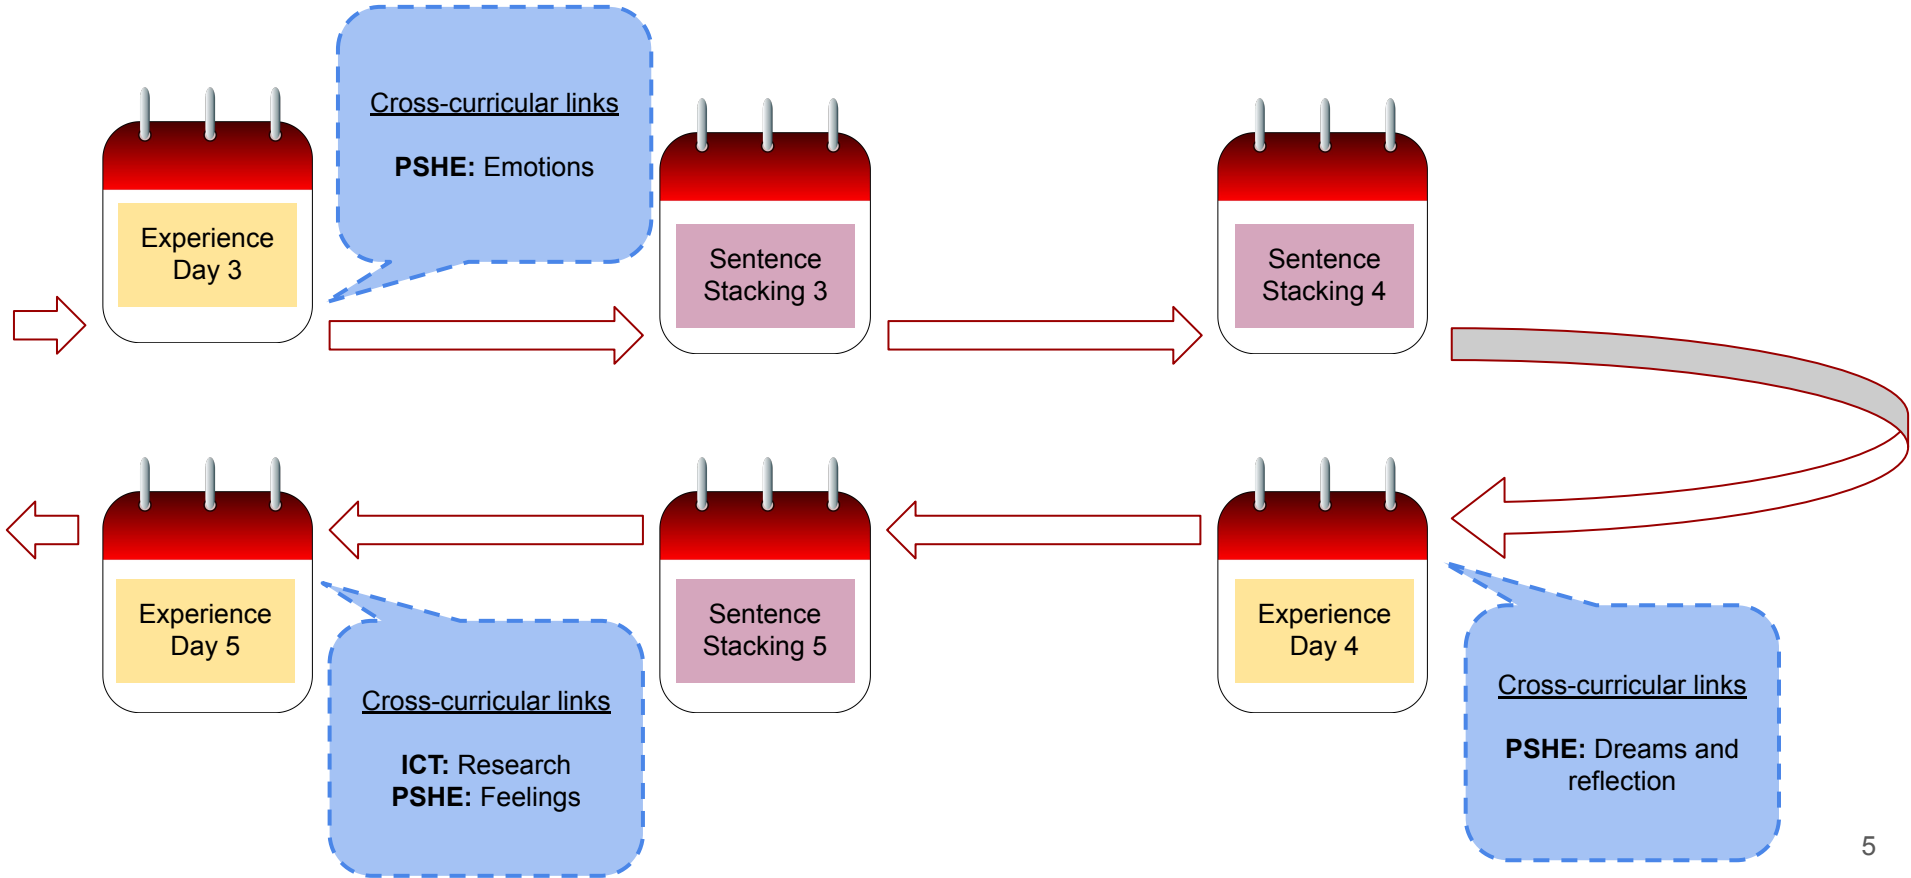 Cross-curricular links
PSHE: Emotions
Experience
Day 3
Sentence
Stacking 3
Sentence
Stacking 4
Experience
Day 4
Cross-curricular links
PSHE: Dreams and
reflection
Sentence
Stacking 5
Experience
Day 5
Cross-curricular links
ICT: Research
PSHE: Feelings
5